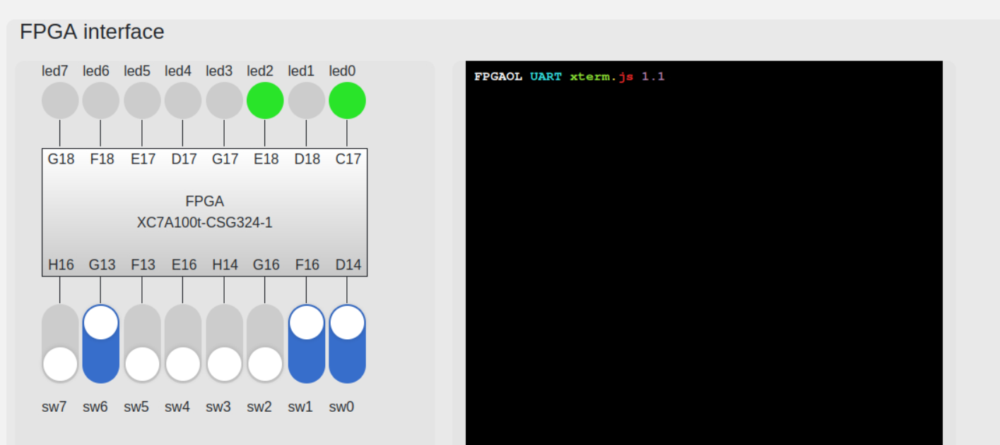 FPGA interface
led7 led6 led5 led4 led3 led2 led1 led0
G18 F18 E17 D17 G17 E18 D18 C17
FPGA
XC7A100t-CSG324-1
H16 G13 F13 E16 H14 G16 F16 D14
sw7 sw6 sw5 sw4 sw3 sw2 sw1 sw0
FPGAOL UART xterm.js 1.1